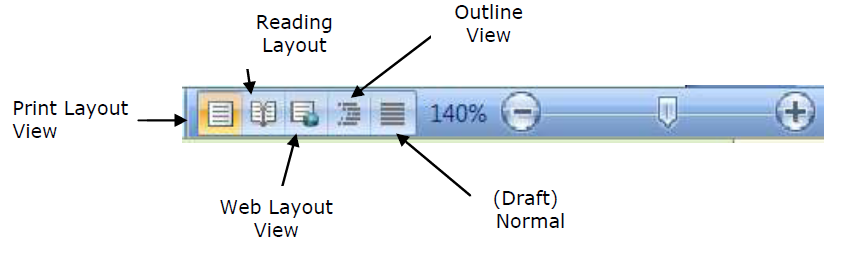 Reading
Layout
Outline
View
Print Layout
View
140%
Web Layout
View
(Draft)
Normal